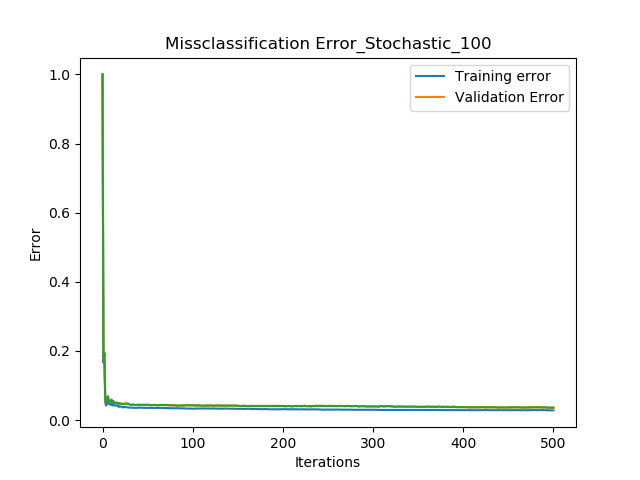 Missclassification Error_Stochastic_100
Training error
Validation Error
1.0
0.8
0.6
0.4
0.2
0.0
Error
0 100 200 300 400 500
Iterations